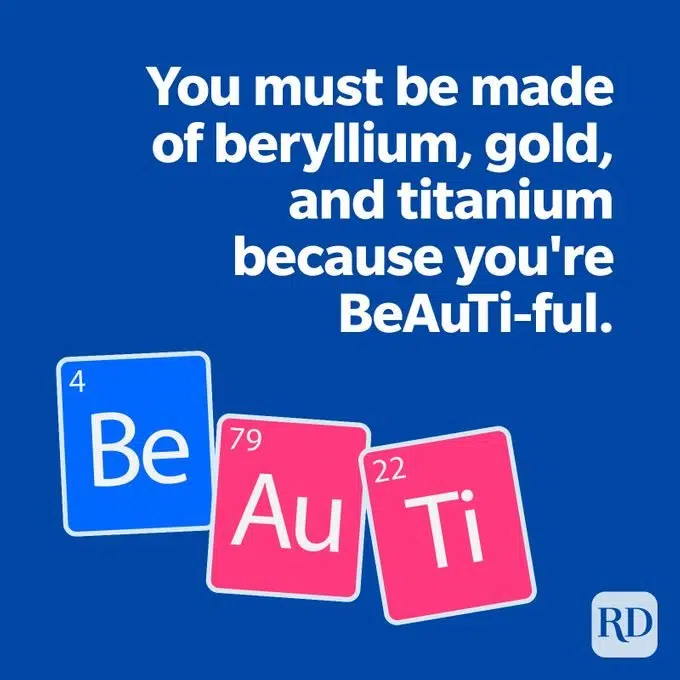 You must be made
of beryllium, gold,
and titanium
because you're
BeAuTi-ful.
4
Be
79
Au
22
Ti
RD